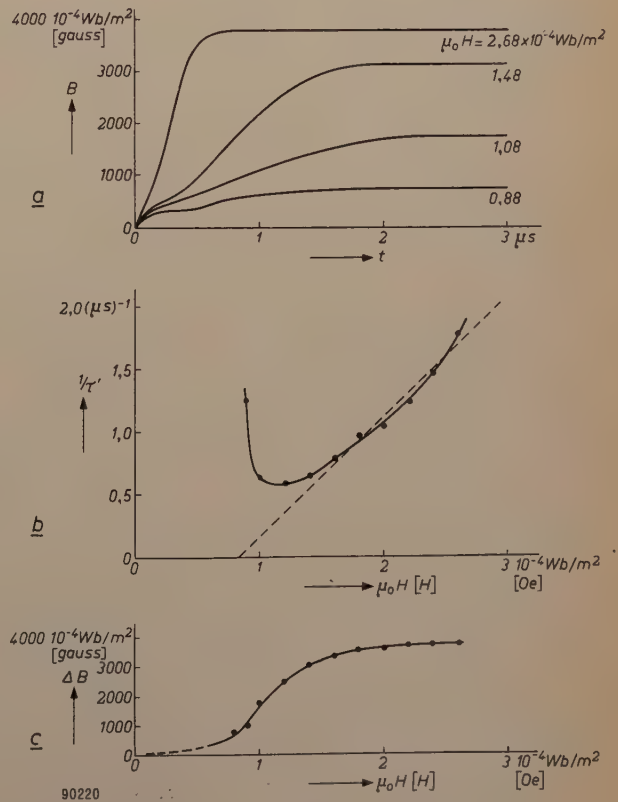 4000 10⁻⁴Wb/m²
[gauss]
3000
B
2000
1000
0
a
μ₀H = 2,68×10⁻⁴Wb/m²
1,48
1,08
0,88
0 1 2 3 μs
t
2,0(μs)⁻¹
1,5
1/τ'
1,0
0,5
0
b
0 1 2 3 10⁻⁴Wb/m²
μ₀H [H] [Oe]
4000 10⁻⁴Wb/m²
[gauss]
3000
ΔB
2000
1000
0
c
0 1 2 3 10⁻⁴Wb/m²
μ₀H [H] [Oe]
90220